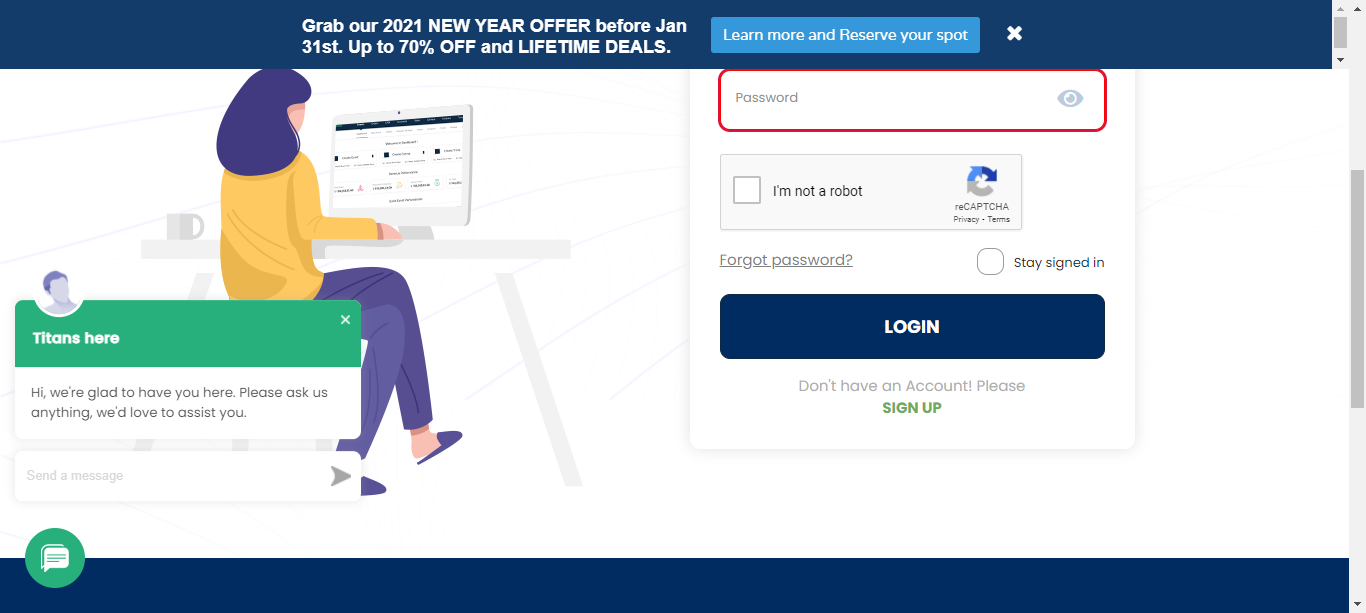 Grab our 2021 NEW YEAR OFFER before Jan
31st. Up to 70% OFF and LIFETIME DEALS.
Learn more and Reserve your spot
Password
I'm not a robot
reCAPTCHA
Privacy - Terms
Forgot password?
Stay signed in
LOGIN
Don't have an Account! Please
SIGN UP
Titans here
Hi, we're glad to have you here. Please ask us
anything, we'd love to assist you.
Send a message